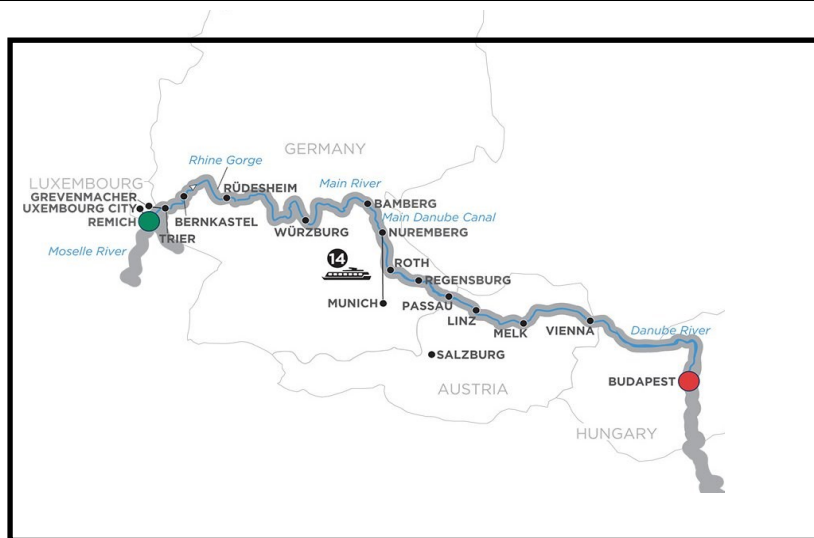 GERMANY
Rhine Gorge
LUXEMBOURG
Main River
RÜDESHEIM
GREVENMACHER
UXEMBOURG CITY
BAMBERG
REMICH
BERNKASTEL
Main Danube Canal
WÜRZBURG
NUREMBERG
TRIER
Moselle River
14
ROTH
REGENSBURG
MUNICH
PASSAU
LINZ
MELK
VIENNA
Danube River
SALZBURG
BUDAPEST
AUSTRIA
HUNGARY